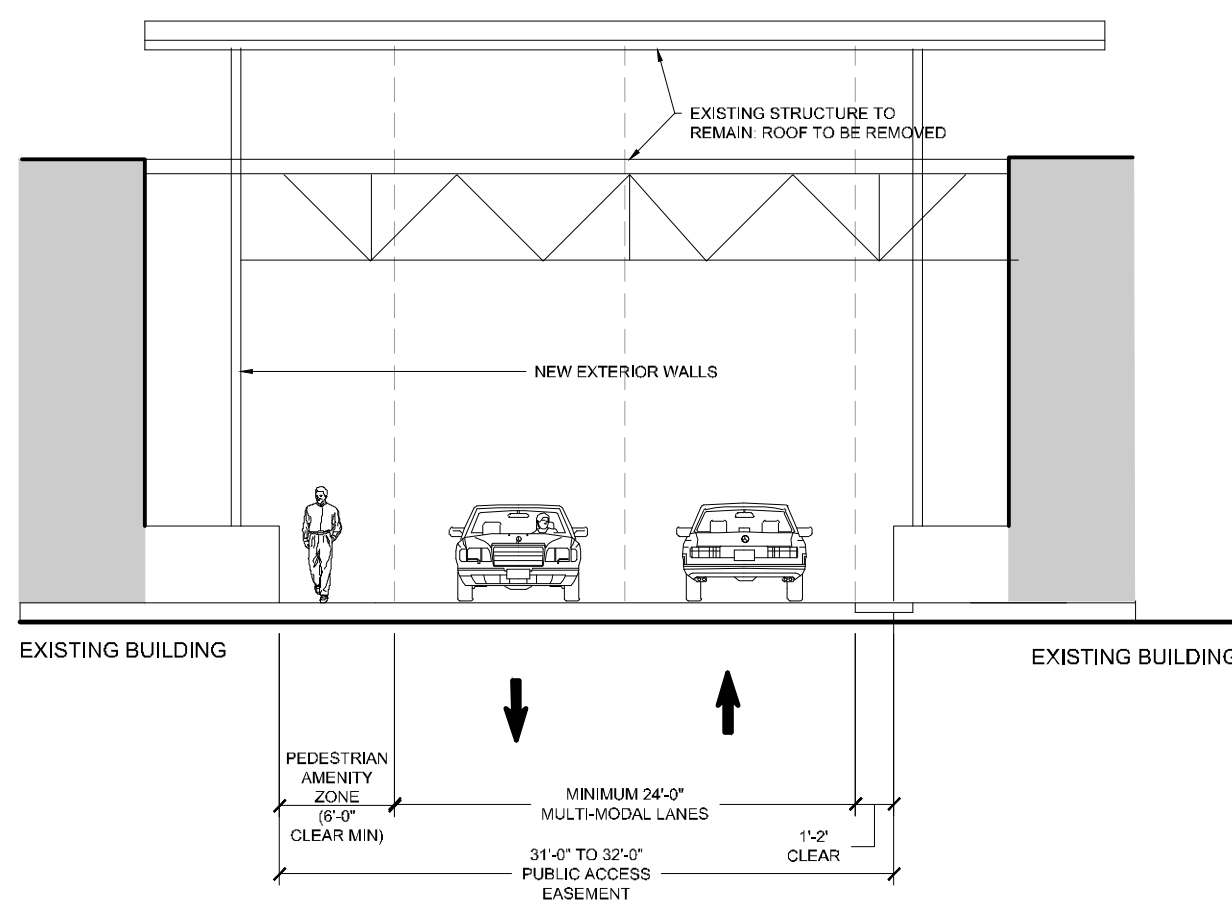 EXISTING STRUCTURE TO
REMAIN: ROOF TO BE REMOVED
NEW EXTERIOR WALLS
EXISTING BUILDING
EXISTING BUILDING
PEDESTRIAN
AMENITY
ZONE
(6'-0"
CLEAR MIN)
MINIMUM 24'-0"
MULTI-MODAL LANES
1'-2'
CLEAR
31'-0" TO 32'-0"
PUBLIC ACCESS
EASEMENT